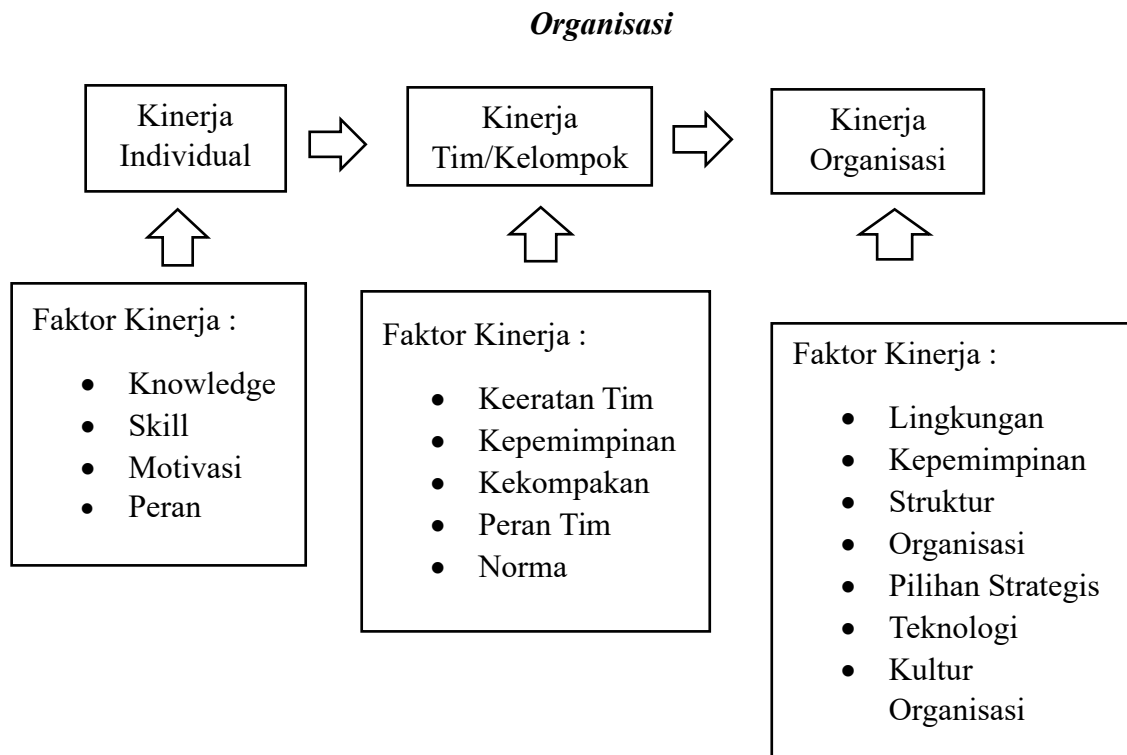 Organisasi
Kinerja
Individual
Kinerja
Tim/Kelompok
Kinerja
Organisasi
Faktor Kinerja :
• Knowledge
• Skill
• Motivasi
• Peran
Faktor Kinerja :
• Keeratan Tim
• Kepemimpinan
• Kekompakan
• Peran Tim
• Norma
Faktor Kinerja :
• Lingkungan
• Kepemimpinan
• Struktur
• Organisasi
• Pilihan Strategis
• Teknologi
• Kultur
Organisasi